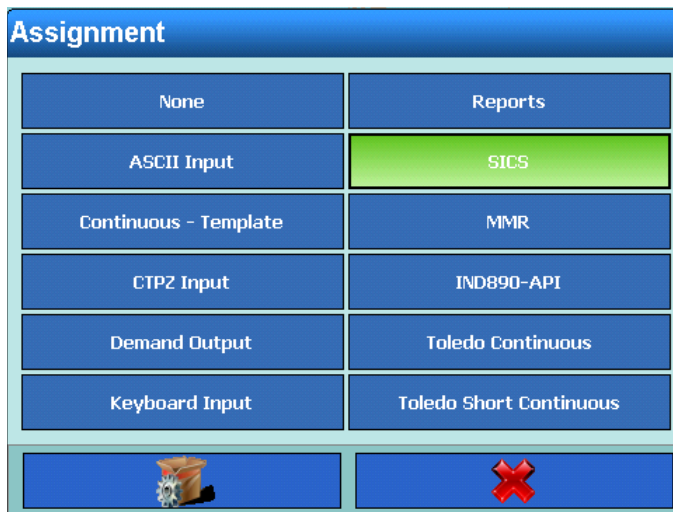 Assignment
None
Reports
ASCII Input
SICS
Continuous - Template
MMR
CTPZ Input
IND890-API
Demand Output
Toledo Continuous
Keyboard Input
Toledo Short Continuous